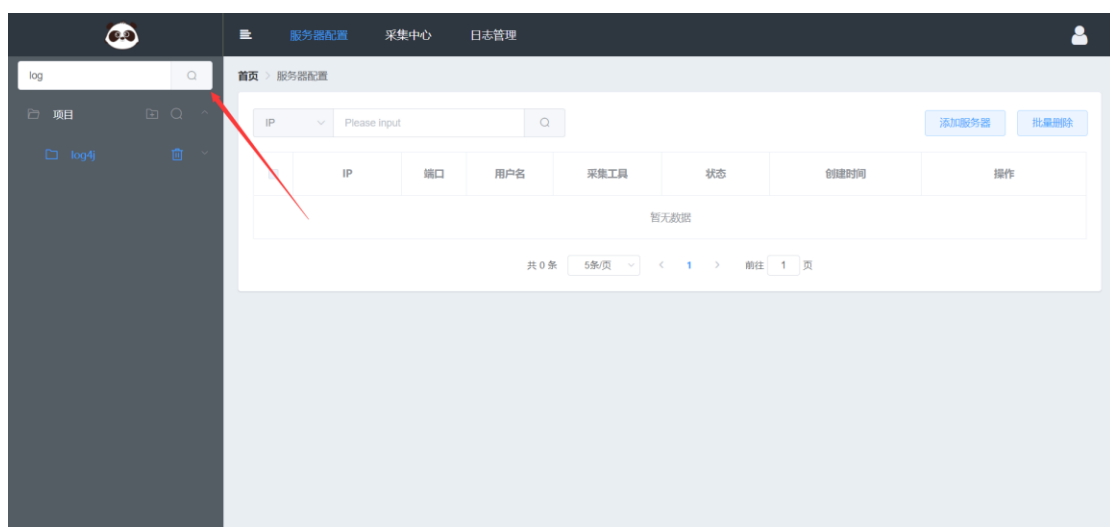 服务器配置 采集中心 日志管理
log
首页 > 服务器配置
项目
log4j
IP Please input 添加服务器 批量删除
IP 端口 用户名 采集工具 状态 创建时间 操作
暂无数据
共 0 条 5条/页 < 1 > 前往 1 页